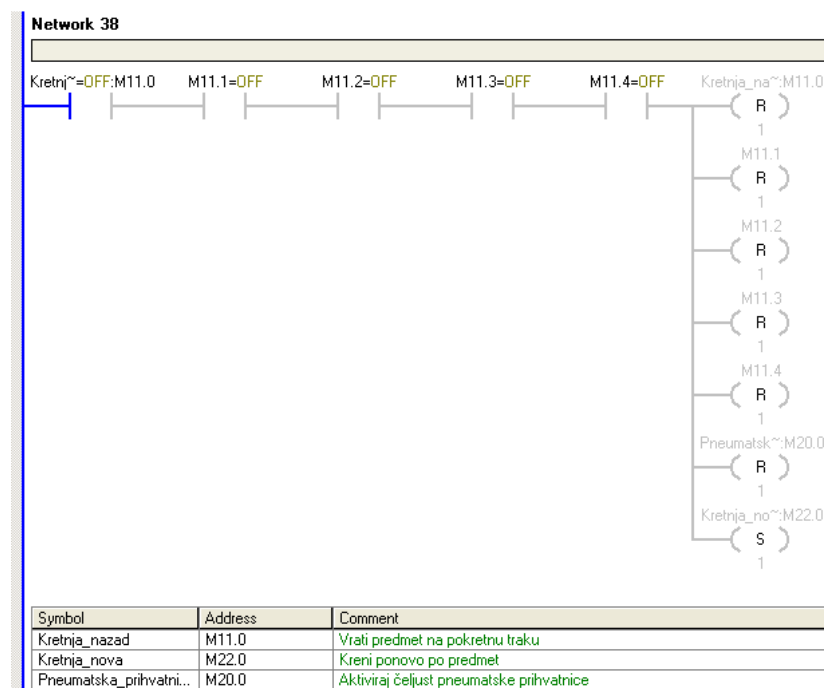 Network 38
Kretnj~=OFF:M11.0 M11.1=OFF M11.2=OFF M11.3=OFF M11.4=OFF Kretnja_na~:M11.0
R
1
M11.1
R
1
M11.2
R
1
M11.3
R
1
M11.4
R
1
Pneumatsk~:M20.0
R
1
Kretnja_no~:M22.0
S
1
Symbol Address Comment
Kretnja_nazad M11.0 Vrati predmet na pokretnu traku
Kretnja_nova M22.0 Kreni ponovo po predmet
Pneumatska_prihvatni... M20.0 Aktiviraj čeljust pneumatske prihvatnice